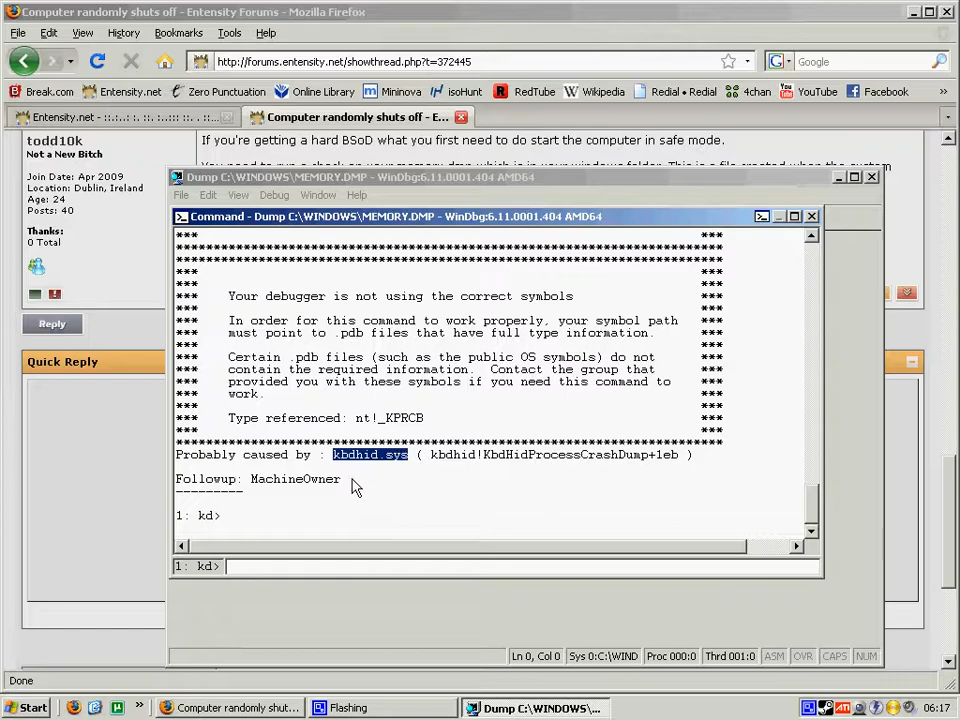 Computer randomly shuts off - Entensity Forums - Mozilla Firefox
File Edit View History Bookmarks Tools Help
http://forums.entensity.net/showthread.php?t=372445
Google
Break.com Entensity.net Zero Punctuation Online Library Mininova isoHunt RedTube Wikipedia Redial • Redial 4chan YouTube Facebook »
Entensity.net - ::.:.:: :. .::, :::: .:: . ::...
Computer randomly shuts off - E...
todd10k
Not a New Bitch
Join Date: Apr 2009
Location: Dublin, Ireland
Age: 24
Posts: 40
Thanks:
0 Total
If you're getting a hard BSoD what you first need to do start the computer in safe mode.
Reply
Quick Reply
Dump C:\WINDOWS\MEMORY.DMP - WinDbg:6.11.0001.404 AMD64
File Edit View Debug Window Help
Command - Dump C:\WINDOWS\MEMORY.DMP - WinDbg:6.11.0001.404 AMD64
*** ***
*************************************************************************
*************************************************************************
*** ***
*** ***
*** Your debugger is not using the correct symbols ***
*** ***
*** In order for this command to work properly, your symbol path ***
*** must point to .pdb files that have full type information. ***
*** ***
*** Certain .pdb files (such as the public OS symbols) do not ***
*** contain the required information.  Contact the group that ***
*** provided you with these symbols if you need this command to ***
*** work. ***
*** ***
*** Type referenced: nt!_KPRCB ***
*** ***
*************************************************************************
Probably caused by : kbdhid.sys ( kbdhid!KbdHidProcessCrashDump+1eb )
Followup: MachineOwner
---------
1: kd>
1: kd>
Ln 0, Col 0 Sys 0:C:\WIND Proc 000:0 Thrd 001:0 ASM OVR CAPS NUM
Done
Start » Computer randomly shut... Flashing Dump C:\WINDOWS\... 06:17